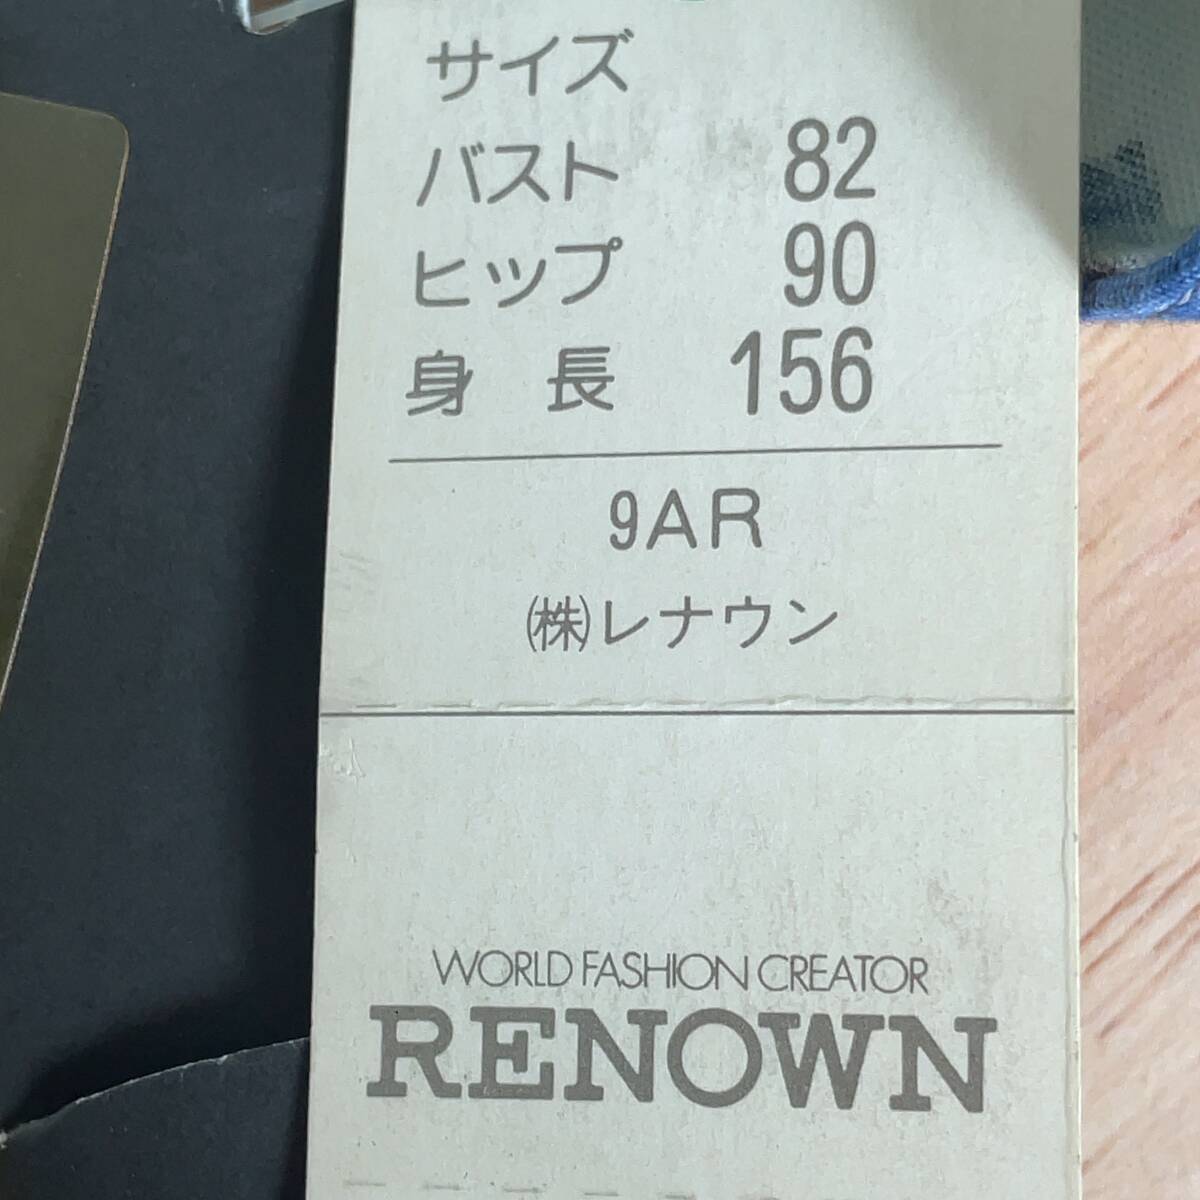 サイズ
バスト 82
ヒップ 90
身長 156
9AR
㈱レナウン
WORLD FASHION CREATOR
RENOWN